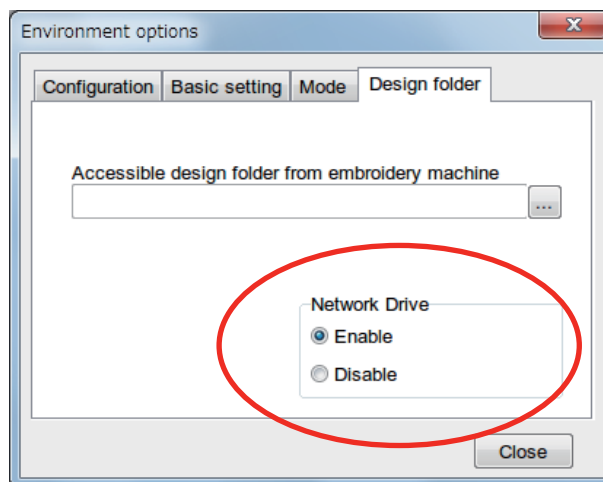 Environment options
Configuration Basic setting Mode Design folder
Accessible design folder from embroidery machine
...
Network Drive
Enable
Disable
Close